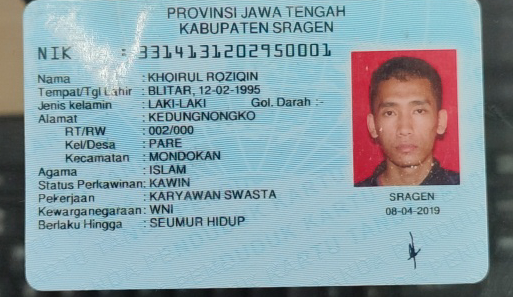 PROVINSI JAWA TENGAH
KABUPATEN SRAGEN
NIK : 3314131202950001
Nama : KHOIRUL ROZIQIN
Tempat/Tgl Lahir : BLITAR, 12-02-1995
Jenis kelamin : LAKI-LAKI Gol. Darah :-
Alamat : KEDUNGNONGKO
RT/RW : 002/000
Kel/Desa : PARE
Kecamatan : MONDOKAN
Agama : ISLAM
Status Perkawinan: KAWIN
Pekerjaan : KARYAWAN SWASTA
Kewarganegaraan: WNI
Berlaku Hingga : SEUMUR HIDUP
SRAGEN
08-04-2019